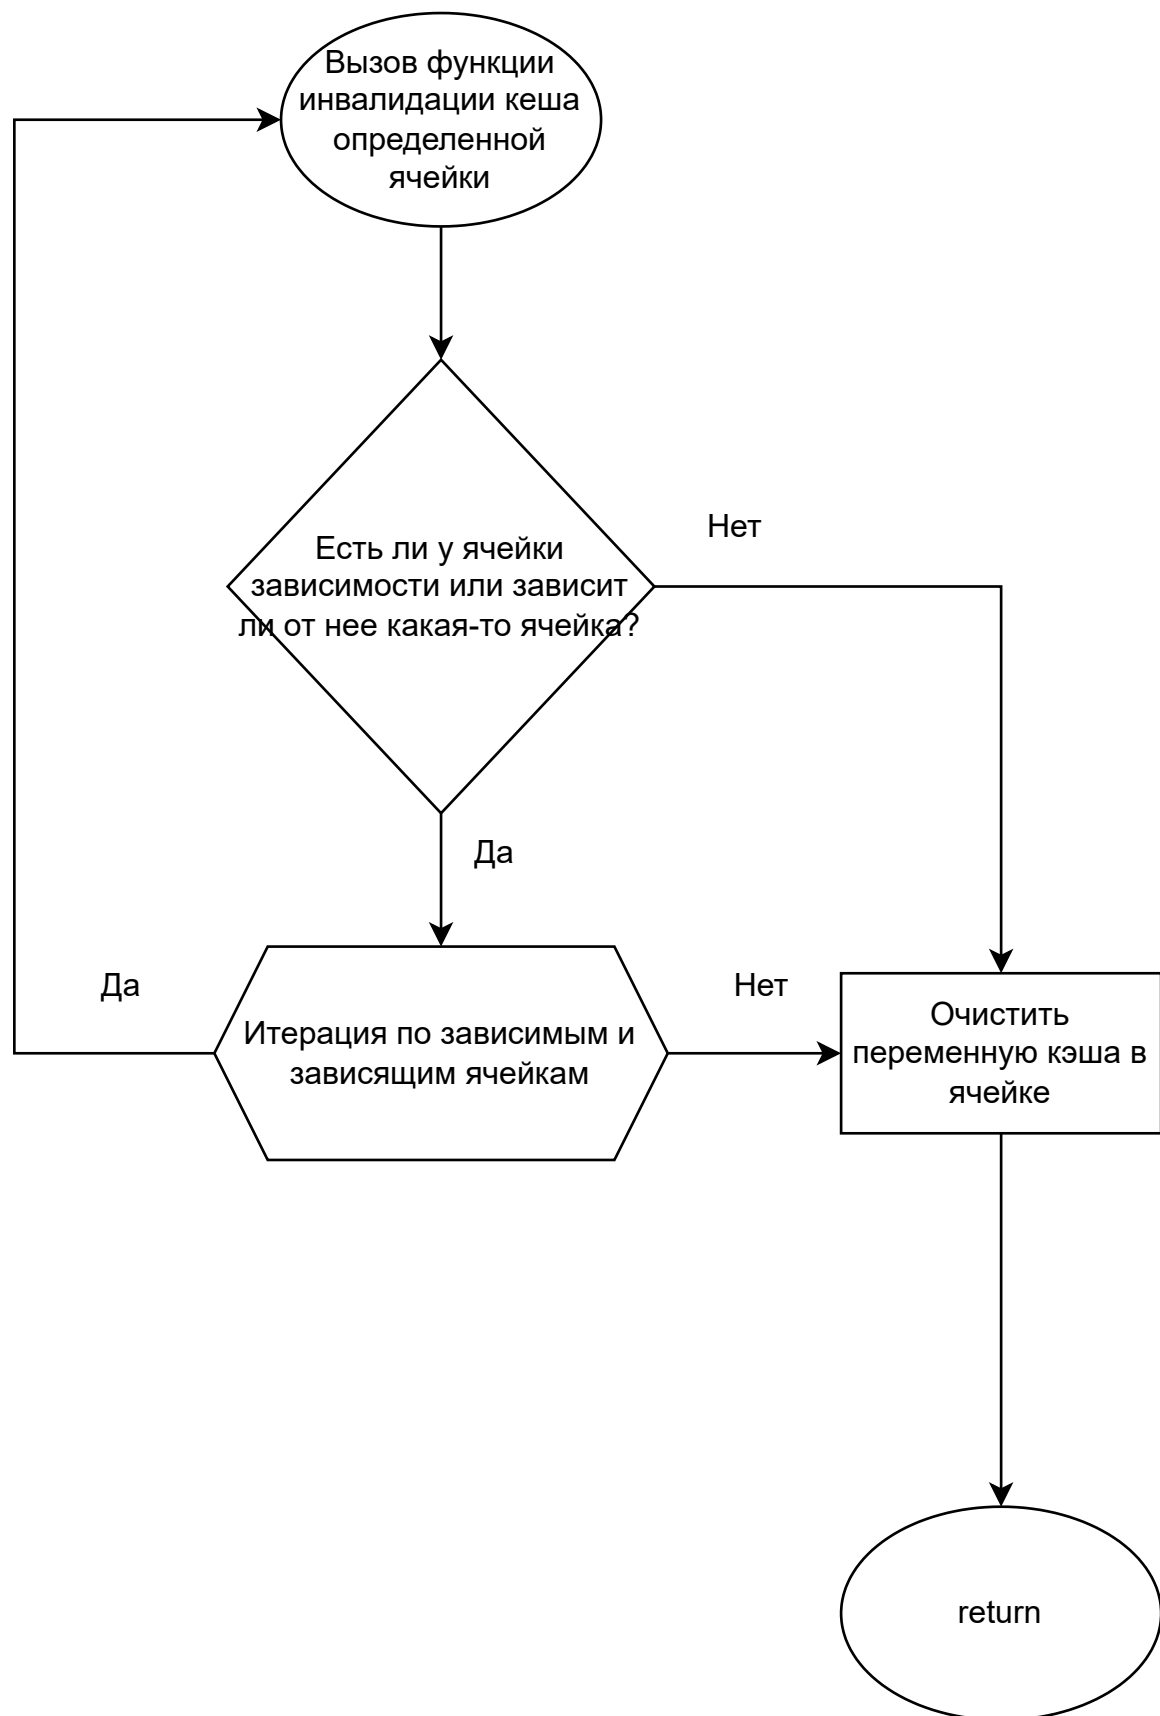 Вызов функции
инвалидации кеша
определенной
ячейки
Нет
Есть ли у ячейки
зависимости или зависит
ли от нее какая-то ячейка?
Да
Да
Нет
Итерация по зависимым и
зависящим ячейкам
Очистить
переменную кэша в
ячейке
return